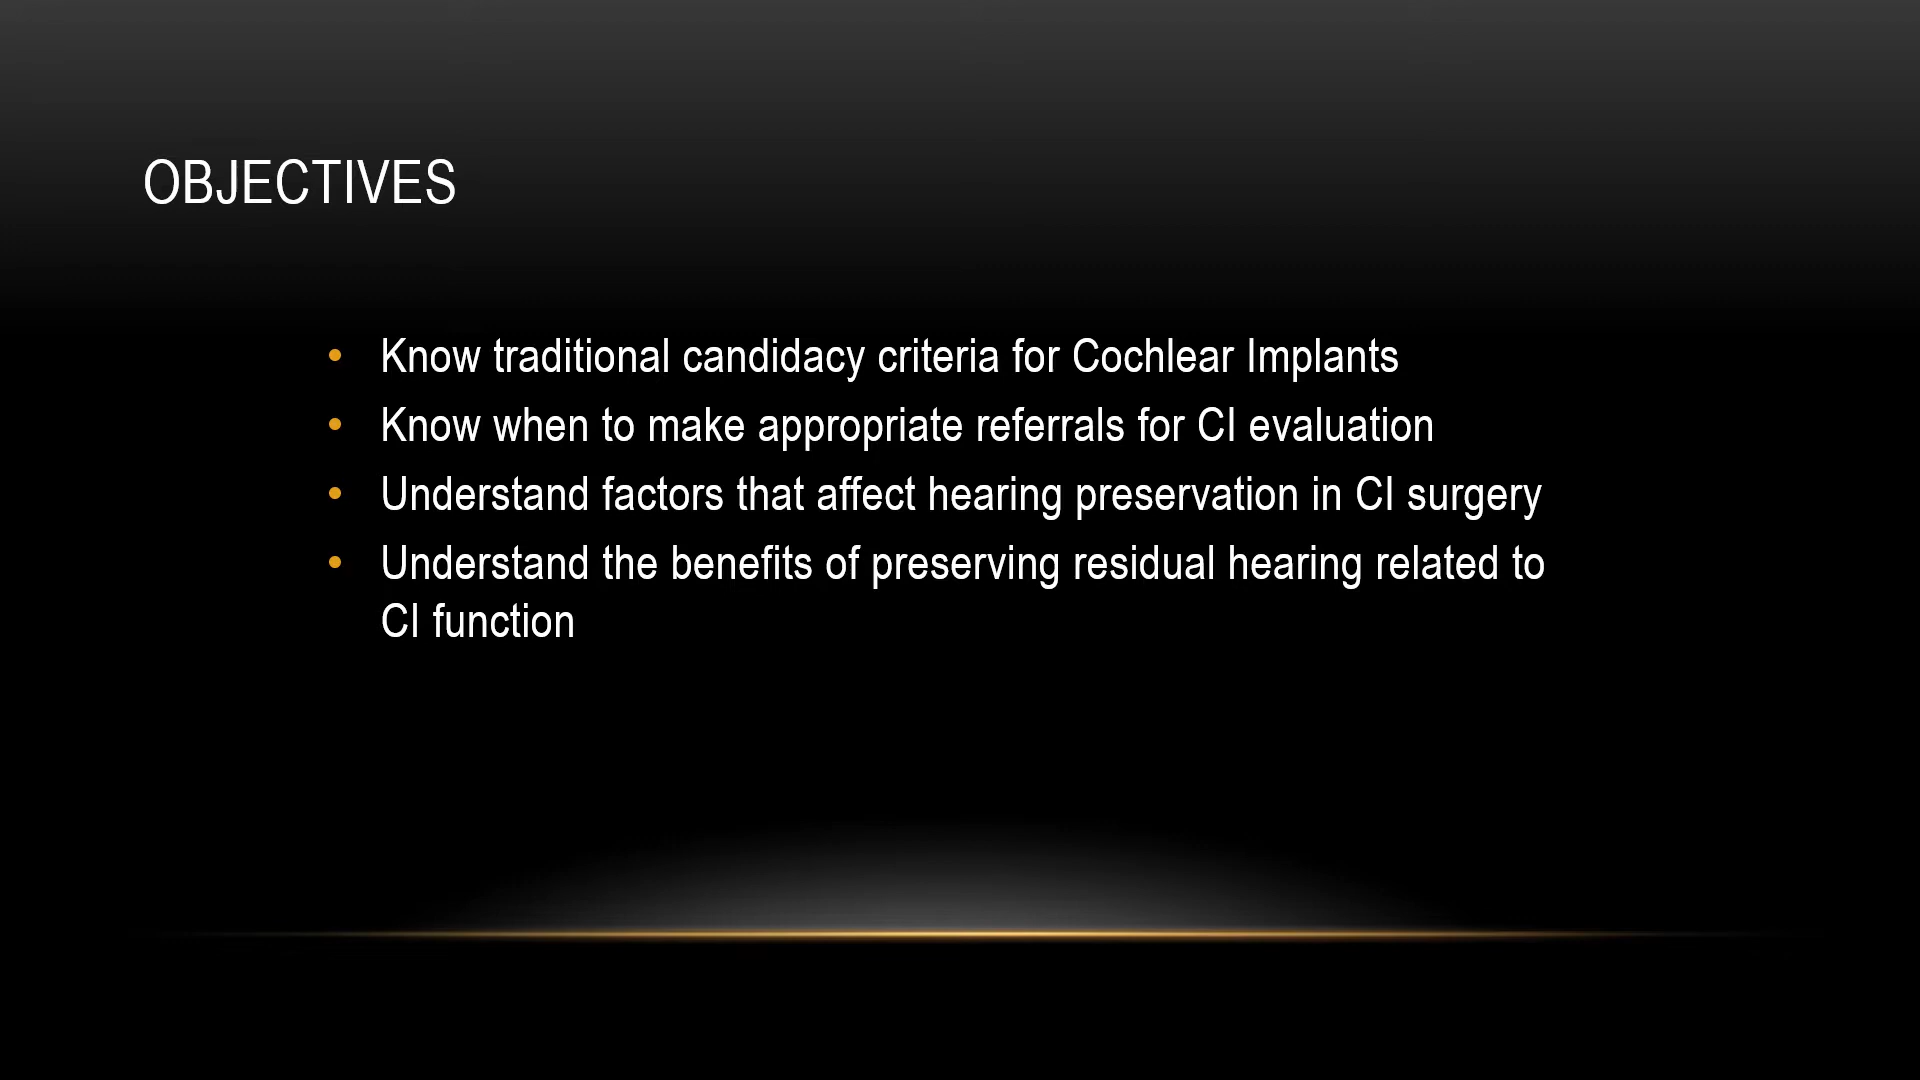 OBJECTIVES
• Know traditional candidacy criteria for Cochlear Implants
• Know when to make appropriate referrals for CI evaluation
• Understand factors that affect hearing preservation in CI surgery
• Understand the benefits of preserving residual hearing related to
CI function